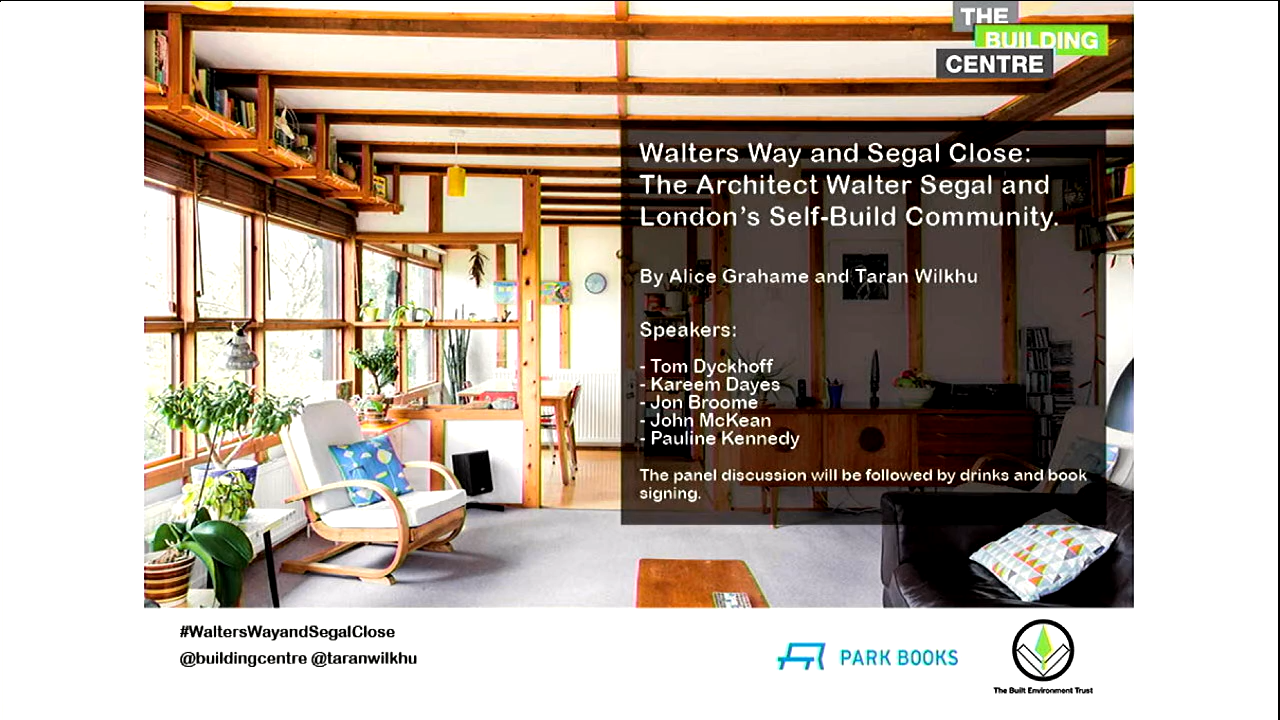 THE
BUILDING
CENTRE
Walters Way and Segal Close:
The Architect Walter Segal and
London's Self-Build Community.
By Alice Grahame and Taran Wilkhu
Speakers:
- Tom Dyckhoff
- Kareem Dayes
- Jon Broome
- John McKean
- Pauline Kennedy
The panel discussion will be followed by drinks and book
signing.
#WaltersWayandSegalClose
@buildingcentre @taranwilkhu
PARK BOOKS
The Built Environment Trust